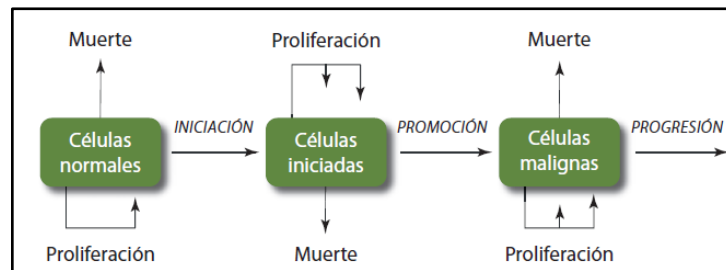 Muerte
Proliferación
Muerte
Células
normales
INICIACIÓN
Células
iniciadas
PROMOCIÓN
Células
malignas
PROGRESIÓN
Proliferación
Muerte
Proliferación